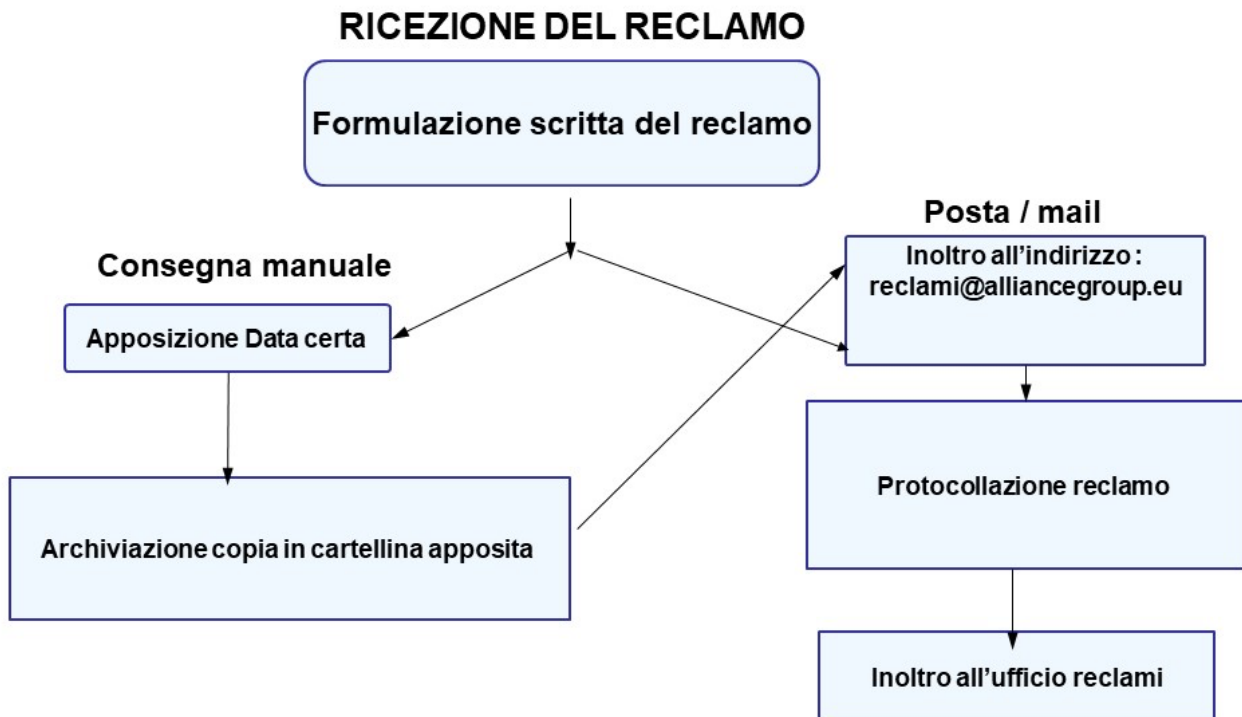 RICEZIONE DEL RECLAMO
Formulazione scritta del reclamo
Consegna manuale
Apposizione Data certa
Archiviazione copia in cartellina apposita
Posta / mail
Inoltro all'indirizzo :
reclami@alliancegroup.eu
Protocollazione reclamo
Inoltro all'ufficio reclami